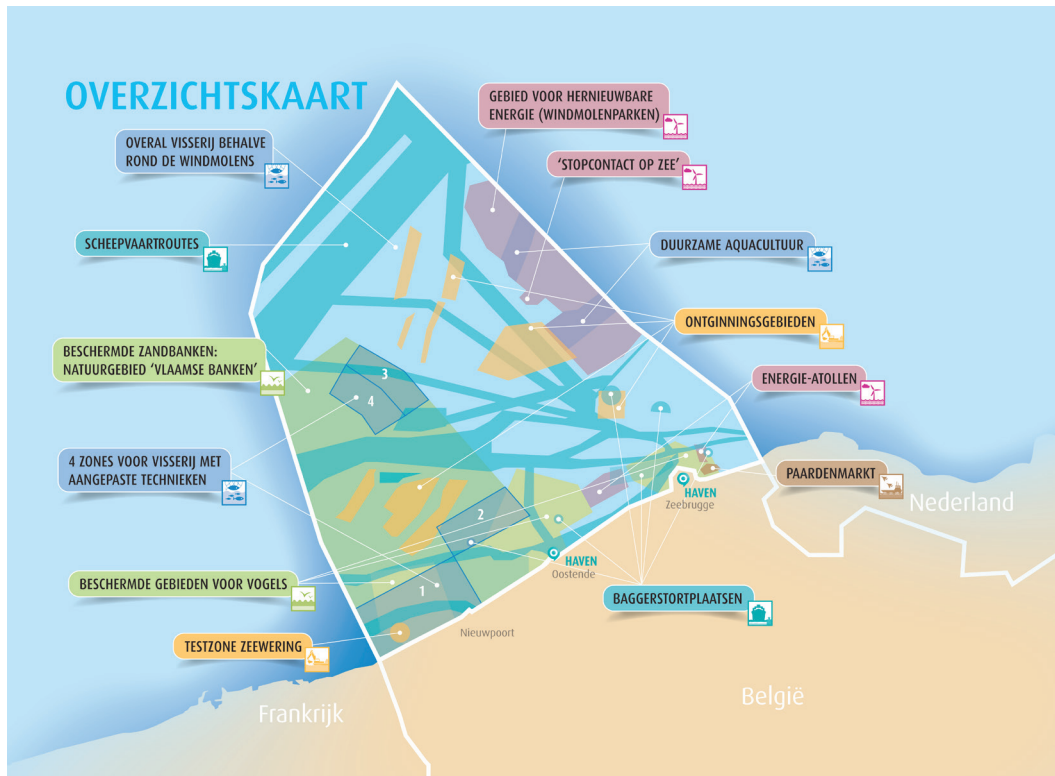 OVERZICHTSKAART
GEBIED VOOR HERNIEUWBARE
ENERGIE (WINDMOLENPARKEN)
OVERAL VISSERIJ BEHALVE
ROND DE WINDMOLENS
'STOPCONTACT OP ZEE'
SCHEEPVAARTROUTES
DUURZAME AQUACULTUUR
ONTGINNINGSGEBIEDEN
BESCHERMDE ZANDBANKEN:
NATUURGEBIED 'VLAAMSE BANKEN'
3
4
ENERGIE-ATOLLEN
4 ZONES VOOR VISSERIJ MET
AANGEPASTE TECHNIEKEN
PAARDENMARKT
HAVEN
Zeebrugge
Nederland
2
HAVEN
Oostende
BESCHERMDE GEBIEDEN VOOR VOGELS
1
BAGGERSTORTPLAATSEN
Nieuwpoort
TESTZONE ZEEWERING
België
Frankrijk